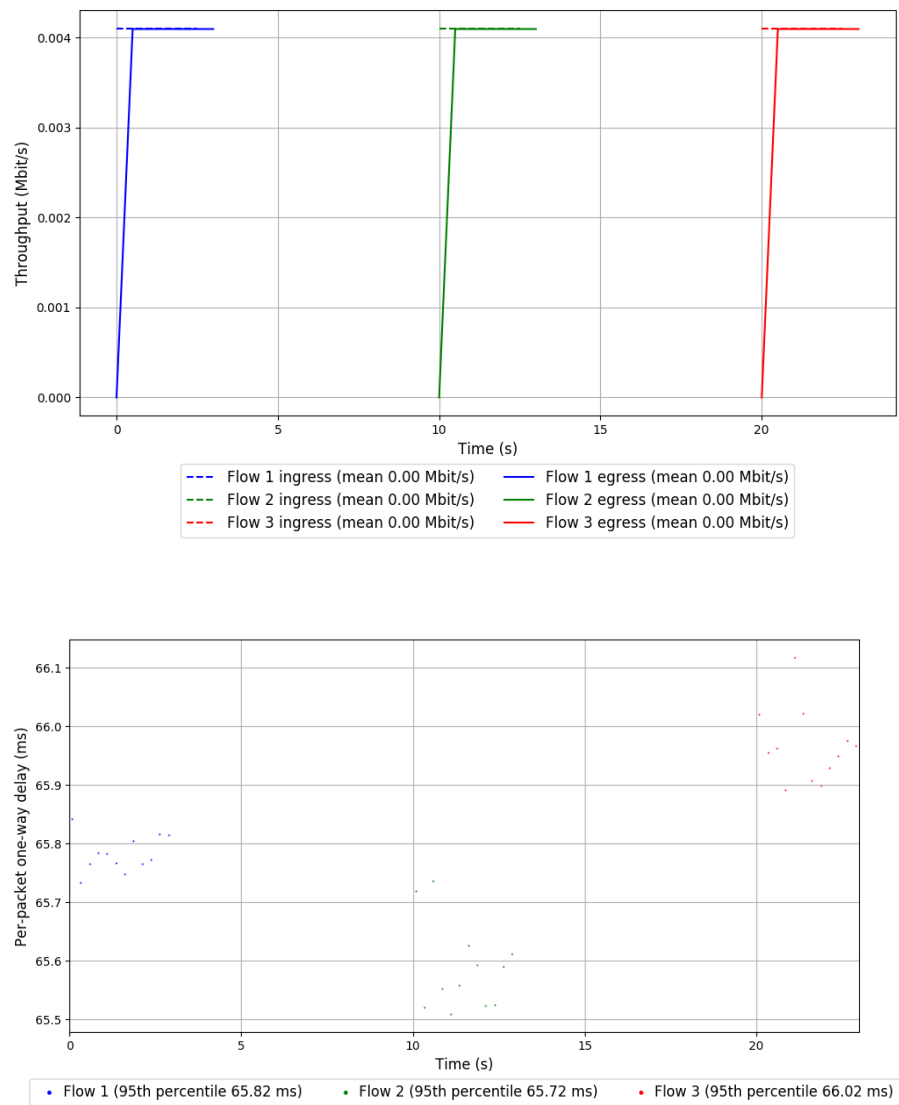 0.004
0.003
0.002
0.001
0.000
Throughput (Mbit/s)
0 5 10 15 20
Time (s)
Flow 1 ingress (mean 0.00 Mbit/s) Flow 1 egress (mean 0.00 Mbit/s)
Flow 2 ingress (mean 0.00 Mbit/s) Flow 2 egress (mean 0.00 Mbit/s)
Flow 3 ingress (mean 0.00 Mbit/s) Flow 3 egress (mean 0.00 Mbit/s)
66.1
66.0
65.9
65.8
65.7
65.6
65.5
Per-packet one-way delay (ms)
0 5 10 15 20
Time (s)
Flow 1 (95th percentile 65.82 ms) Flow 2 (95th percentile 65.72 ms) Flow 3 (95th percentile 66.02 ms)